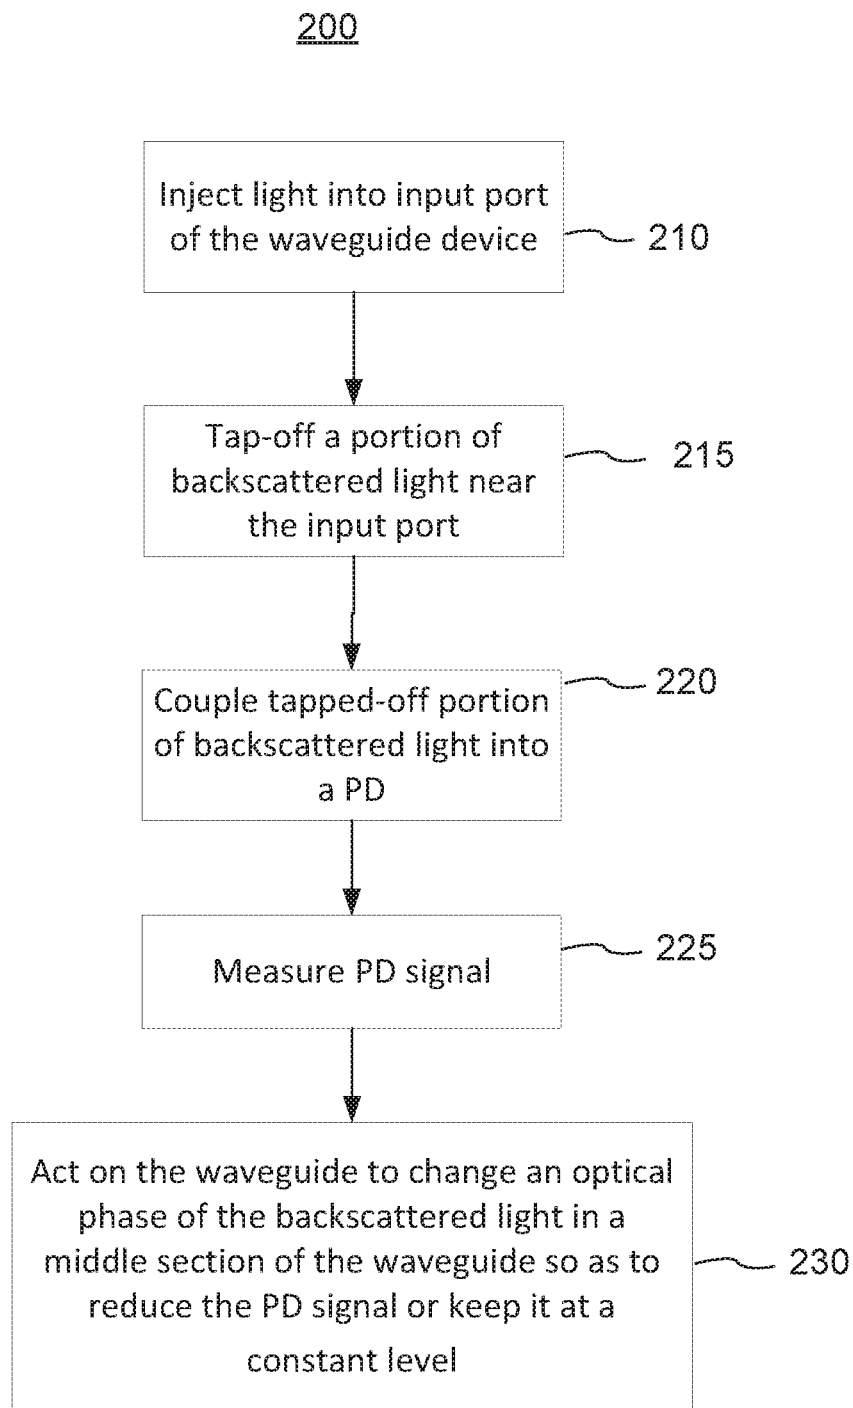 200
Inject light into input port
of the waveguide device
210
Tap-off a portion of
backscattered light near
the input port
215
Couple tapped-off portion
of backscattered light into
a PD
220
Measure PD signal
225
Act on the waveguide to change an optical
phase of the backscattered light in a
middle section of the waveguide so as to
reduce the PD signal or keep it at a
constant level
230